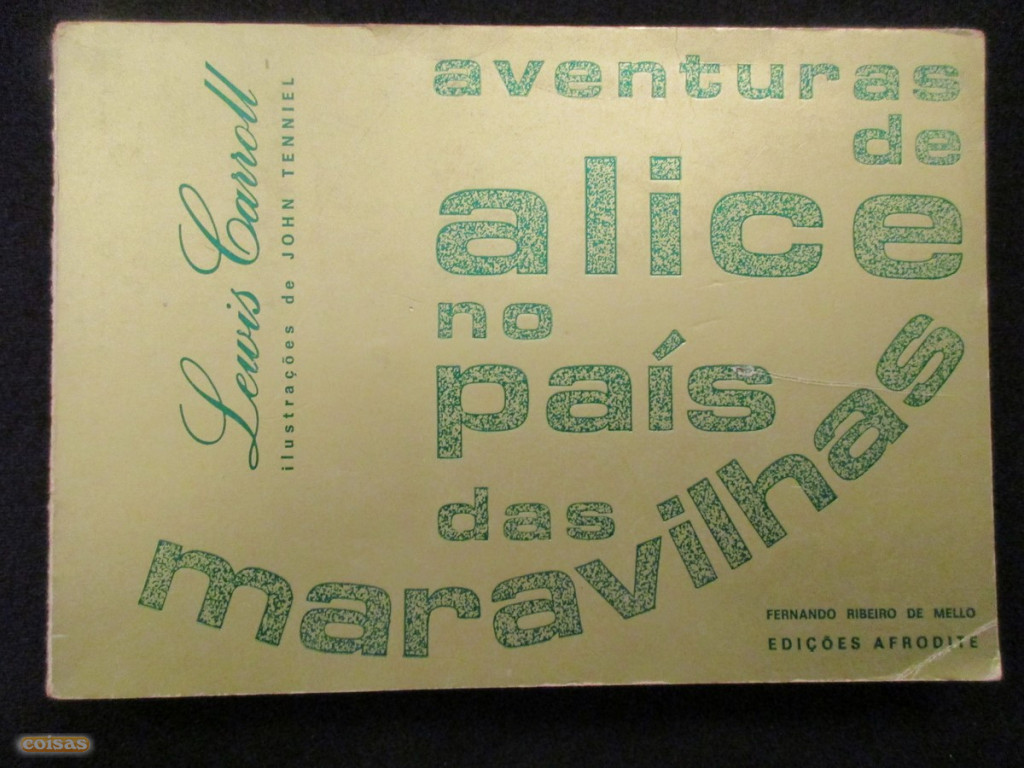 Lewis Carroll
ilustrações de JOHN TENNIEL
aventuras
de
alice
no
país
das
maravilhas
FERNANDO RIBEIRO DE MELLO
EDIÇÕES AFRODITE
coisas